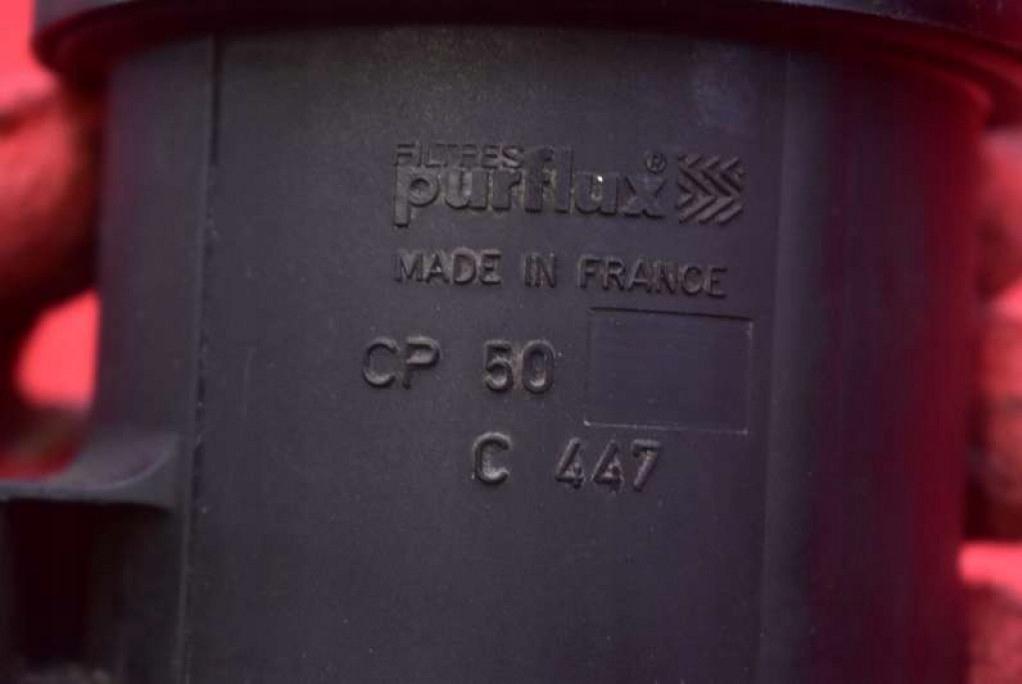 FILTRES
purflux®
MADE IN FRANCE
CP 50
C 447